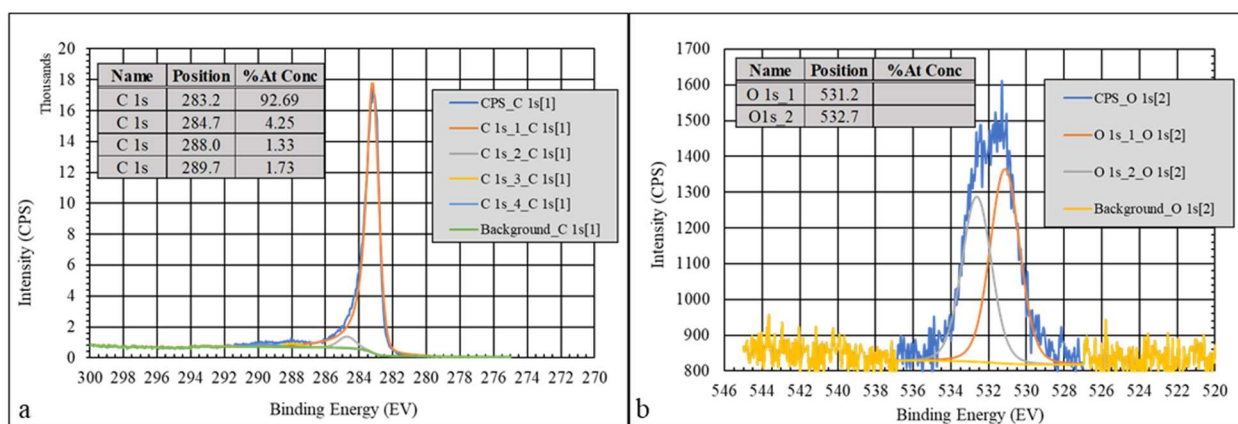 Thousands
20
18
16
14
12
10
8
6
4
2
0
Intensity (CPS)
Name Position %At Conc
C 1s 283.2 92.69
C 1s 284.7 4.25
C 1s 288.0 1.33
C 1s 289.7 1.73
CPS_C 1s[1]
C 1s_1_C 1s[1]
C 1s_2_C 1s[1]
C 1s_3_C 1s[1]
C 1s_4_C 1s[1]
Background_C 1s[1]
300 298 296 294 292 290 288 286 284 282 280 278 276 274 272 270
Binding Energy (EV)
a
1700
1600
1500
1400
1300
1200
1100
1000
900
800
Intensity (CPS)
Name Position %At Conc
O 1s_1 531.2
O1s_2 532.7
CPS_O 1s[2]
O 1s_1_O 1s[2]
O 1s_2_O 1s[2]
Background_O 1s[2]
546 544 542 540 538 536 534 532 530 528 526 524 522 520
Binding Energy (EV)
b